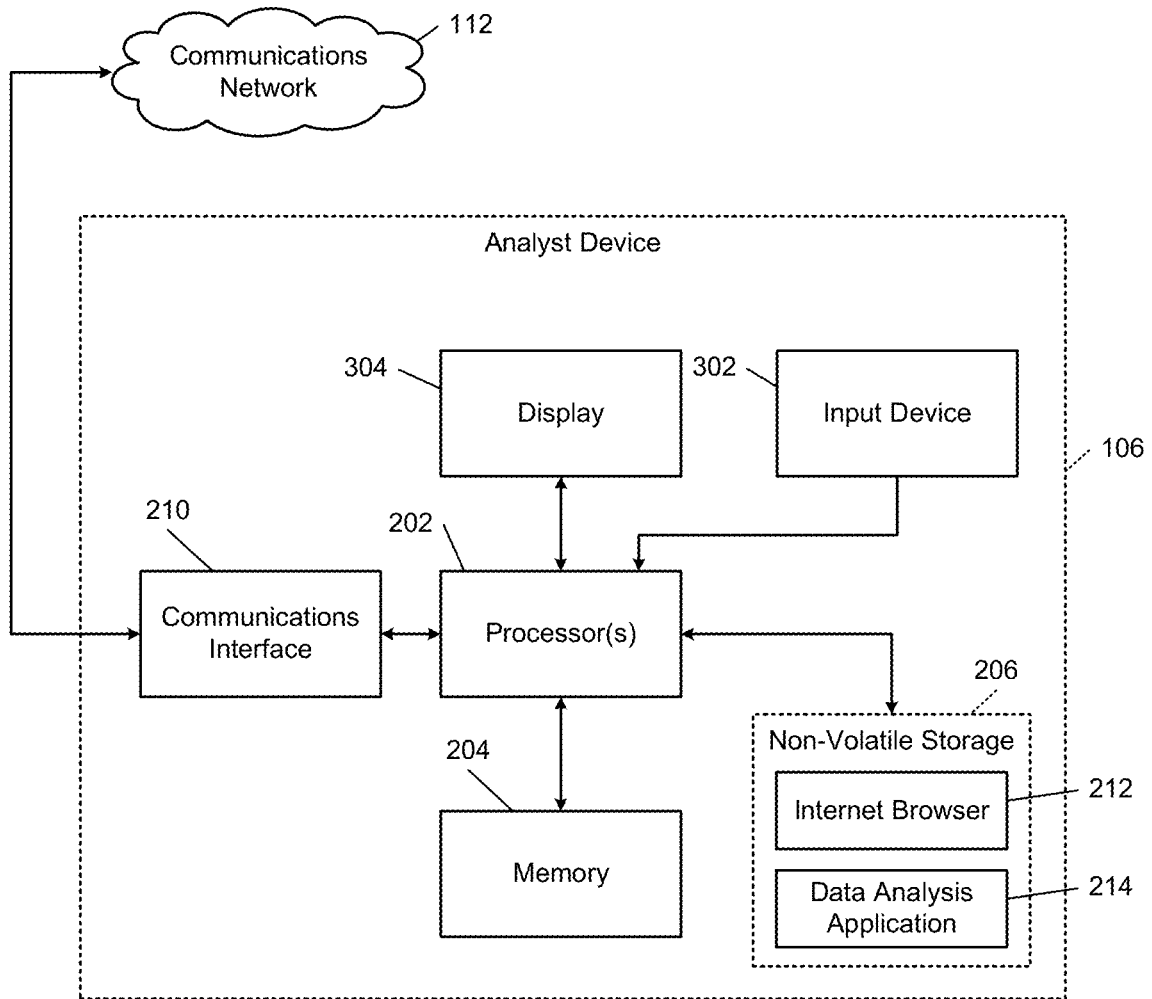 112
Communications
Network
Analyst Device
304
302
Display
Input Device
106
210
202
Communications
Interface
Processor(s)
206
Non-Volatile Storage
204
Internet Browser
212
Memory
Data Analysis
Application
214